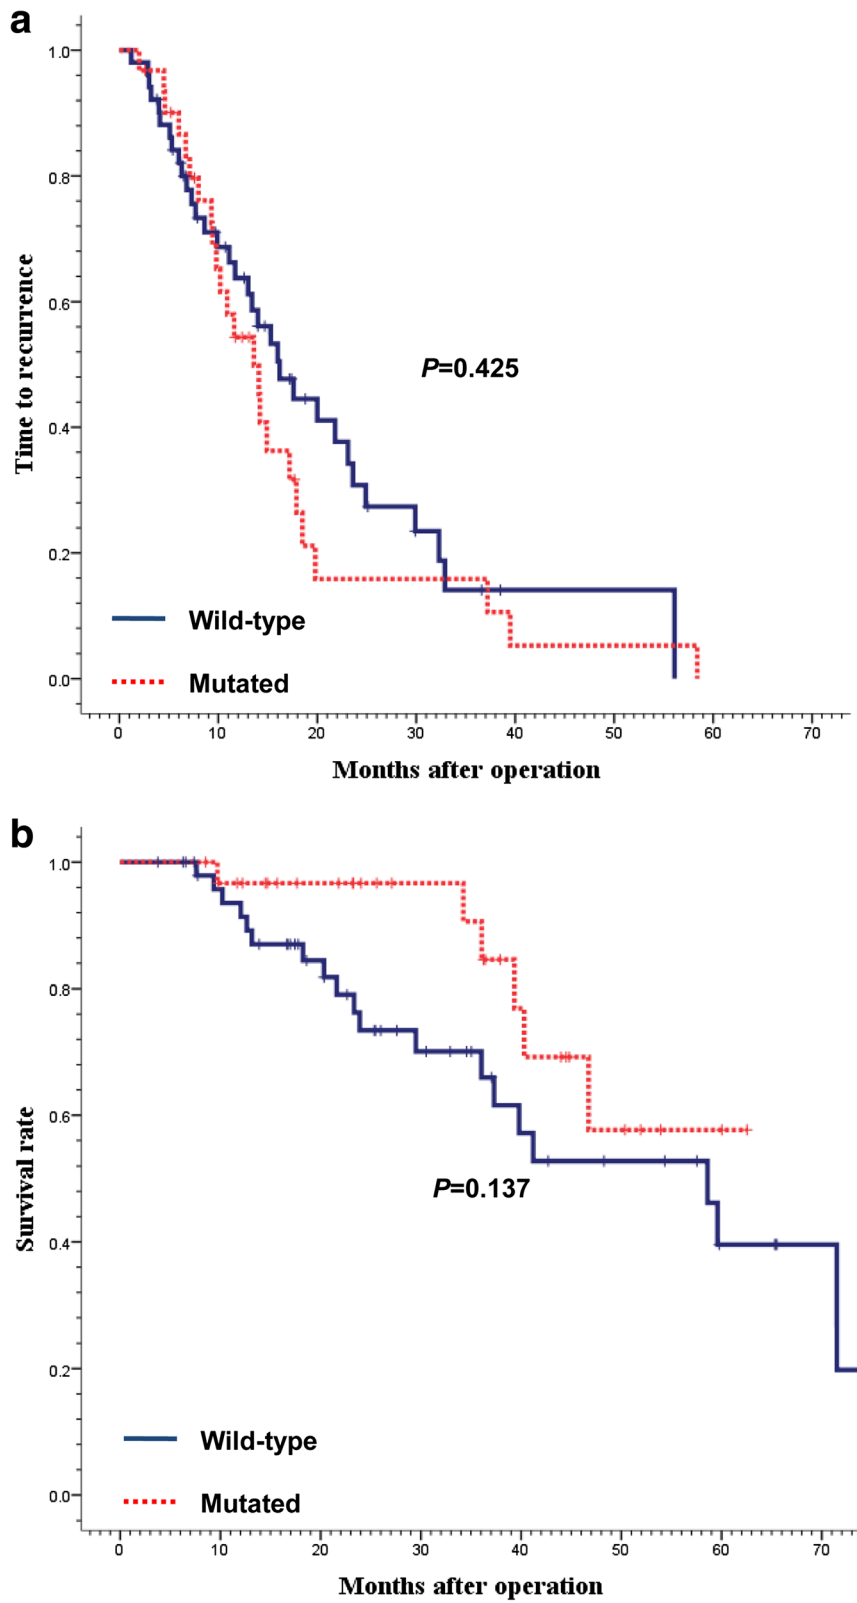 a
1.0
0.8
0.6
0.4
0.2
0.0
Time to recurrence
P=0.425
Wild-type
Mutated
0 10 20 30 40 50 60 70
Months after operation
b
1.0
0.8
0.6
0.4
0.2
0.0
Survival rate
P=0.137
Wild-type
Mutated
0 10 20 30 40 50 60 70
Months after operation